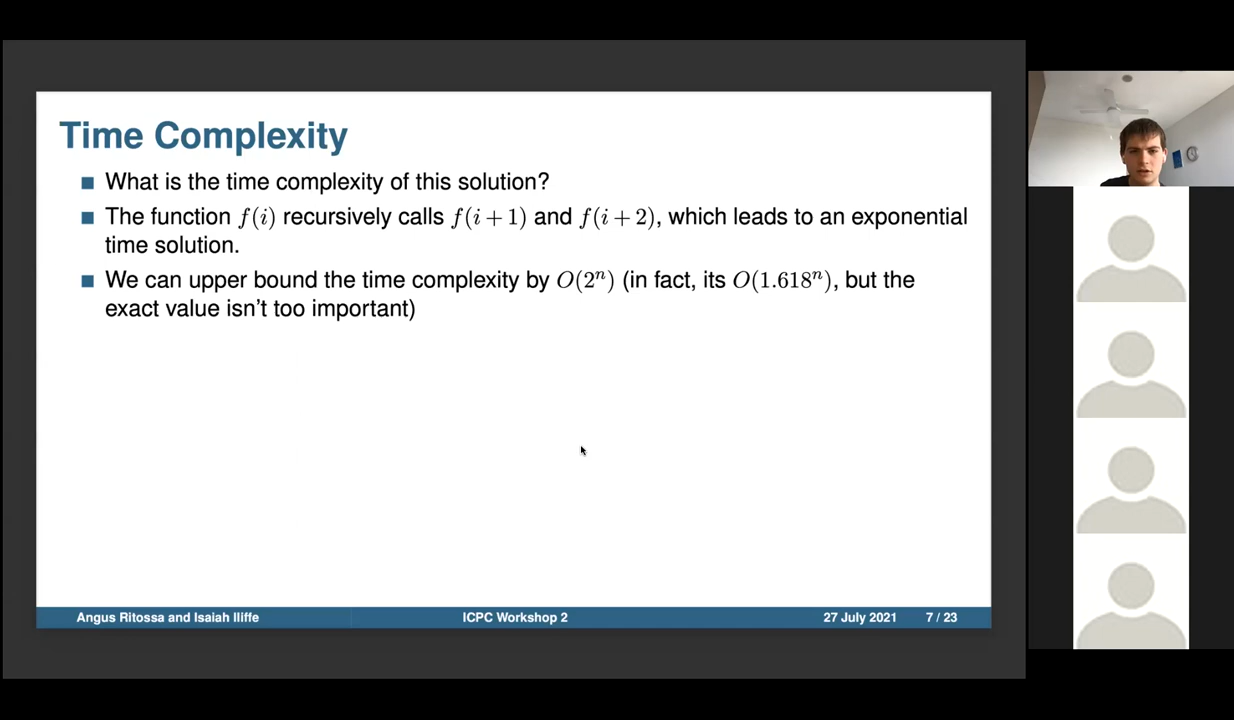 Time Complexity
What is the time complexity of this solution?
The function f(i) recursively calls f(i + 1) and f(i + 2), which leads to an exponential
time solution.
We can upper bound the time complexity by O(2ⁿ) (in fact, its O(1.618ⁿ), but the
exact value isn't too important)
Angus Ritossa and Isaiah Iliffe ICPC Workshop 2 27 July 2021 7 / 23